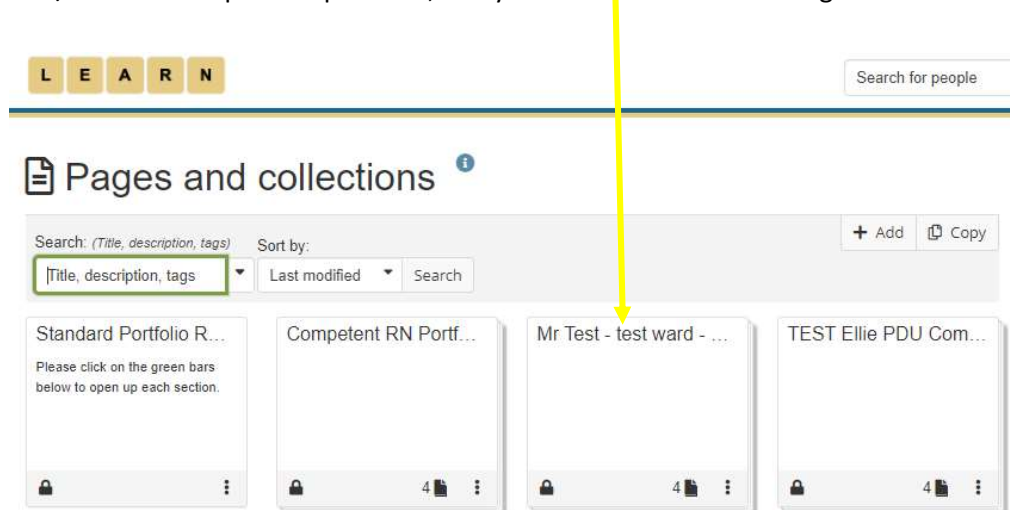 L E A R N
Search for people
Pages and collections
Search: (Title, description, tags) Sort by:
+ Add Copy
Title, description, tags Last modified Search
Standard Portfolio R... Competent RN Portf... Mr Test - test ward - ... TEST Ellie PDU Com...
Please click on the green bars
below to open up each section.
4 4 4